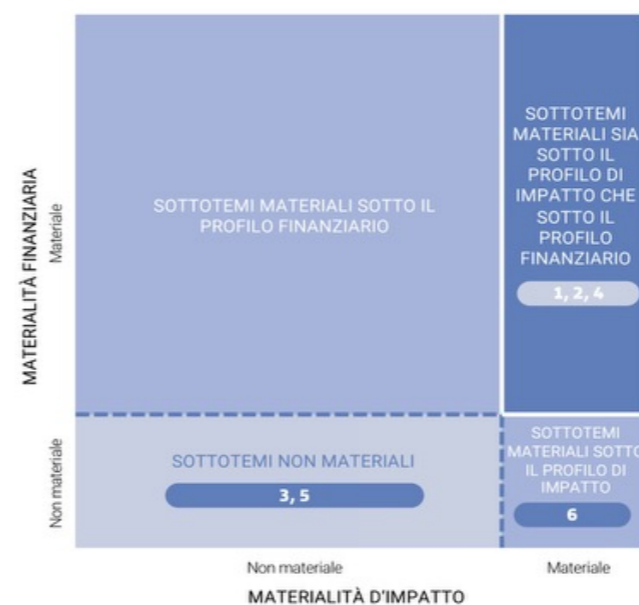 MATERIALITÀ FINANZIARIA
Materiale
Non materiale
SOTTOTEMI MATERIALI SOTTO IL
PROFILO FINANZIARIO
SOTTOTEMI
MATERIALI SIA
SOTTO IL
PROFILO DI
IMPATTO CHE
SOTTO IL
PROFILO
FINANZIARIO
1, 2, 4
SOTTOTEMI NON MATERIALI
3, 5
SOTTOTEMI
MATERIALI SOTTO
IL PROFILO DI
IMPATTO
6
Non materiale
Materiale
MATERIALITÀ D'IMPATTO